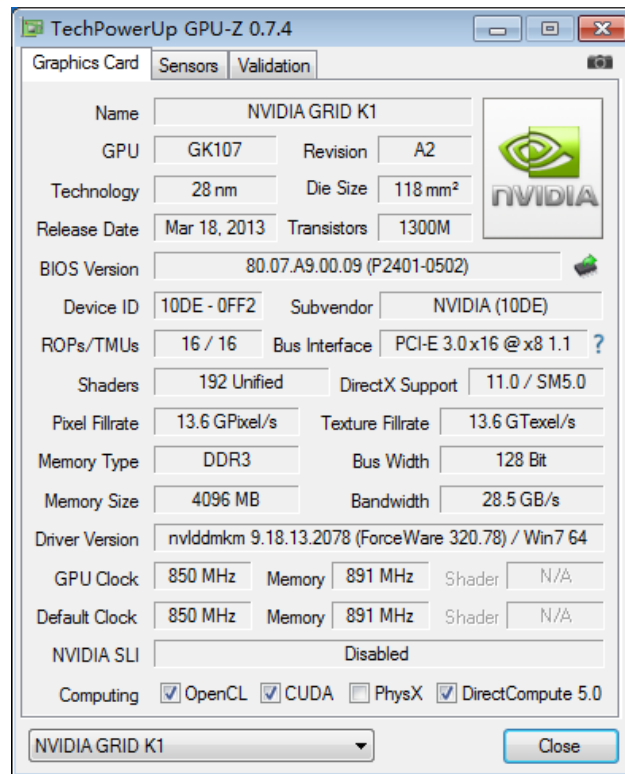 TechPowerUp GPU-Z 0.7.4
Graphics Card Sensors Validation
Name NVIDIA GRID K1
GPU GK107 Revision A2
Technology 28 nm Die Size 118 mm²
nVIDIA
Release Date Mar 18, 2013 Transistors 1300M
BIOS Version 80.07.A9.00.09 (P2401-0502)
Device ID 10DE - 0FF2 Subvendor NVIDIA (10DE)
ROPs/TMUs 16 / 16 Bus Interface PCI-E 3.0 x16 @ x8 1.1 ?
Shaders 192 Unified DirectX Support 11.0 / SM5.0
Pixel Fillrate 13.6 GPixel/s Texture Fillrate 13.6 GTexel/s
Memory Type DDR3 Bus Width 128 Bit
Memory Size 4096 MB Bandwidth 28.5 GB/s
Driver Version nvlddmkm 9.18.13.2078 (ForceWare 320.78) / Win7 64
GPU Clock 850 MHz Memory 891 MHz Shader N/A
Default Clock 850 MHz Memory 891 MHz Shader N/A
NVIDIA SLI Disabled
Computing OpenCL CUDA PhysX DirectCompute 5.0
NVIDIA GRID K1 Close